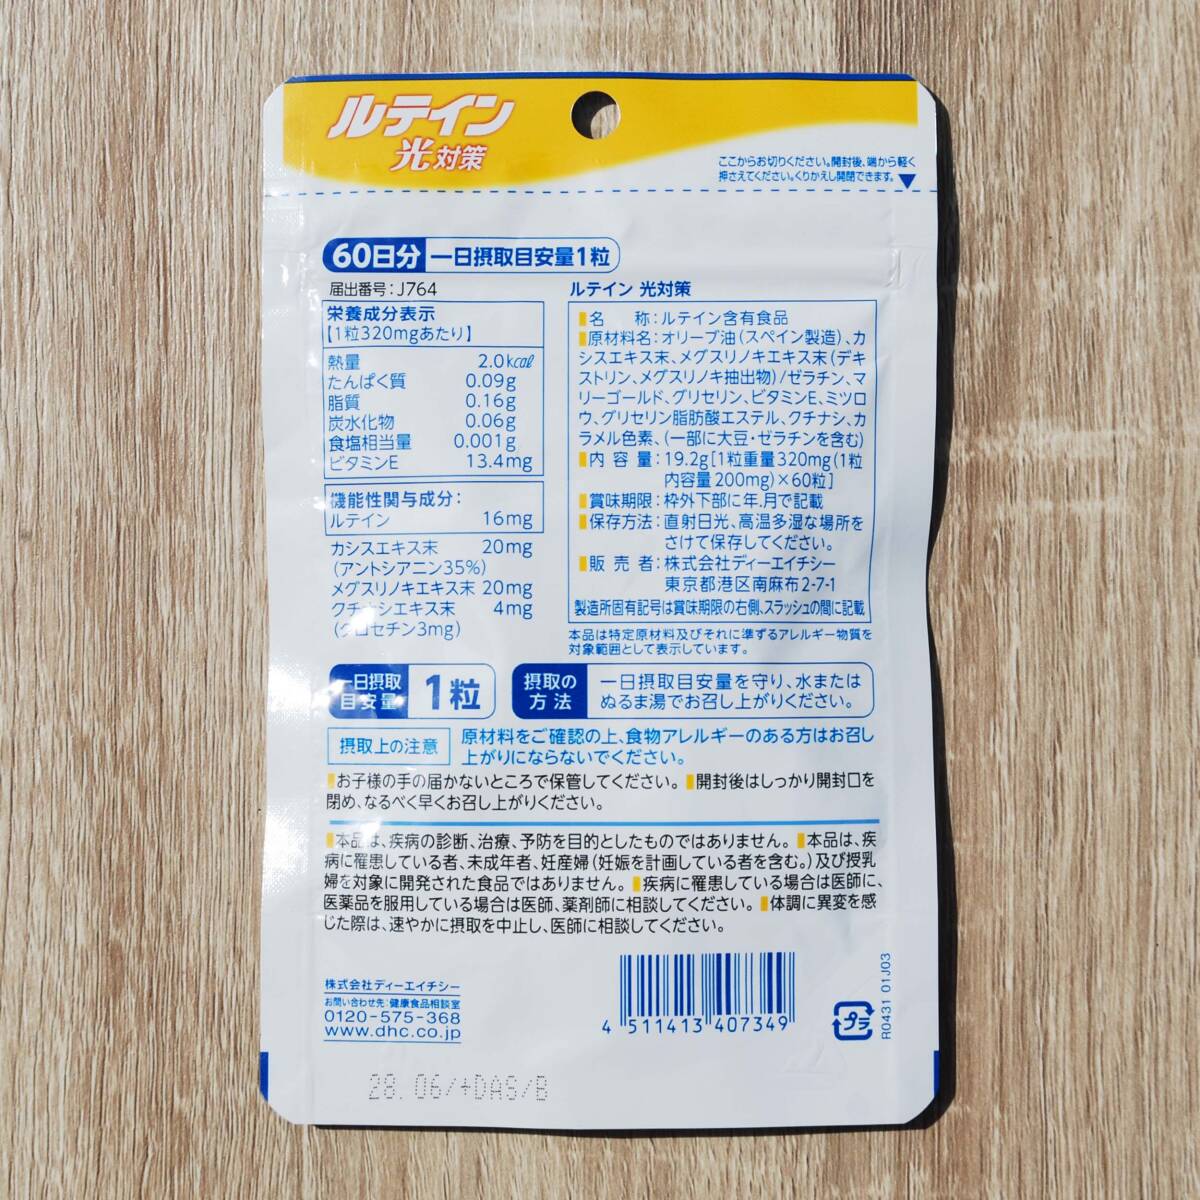 ルテイン
光対策
ここからお切りください。開封後、端から軽く
押さえてください。くりかえし開閉できます。▼
60日分 一日摂取目安量1粒
届出番号:J764
栄養成分表示
【1粒320mgあたり】
熱量 2.0kcal
たんぱく質 0.09g
脂質 0.16g
炭水化物 0.06g
食塩相当量 0.001g
ビタミンE 13.4mg
機能性関与成分:
ルテイン 16mg
カシスエキス末 20mg
(アントシアニン35%)
メグスリノキエキス末 20mg
クチナシエキス末 4mg
(クロセチン3mg)
ルテイン 光対策
名 称:ルテイン含有食品
原材料名:オリーブ油(スペイン製造)、カ
シスエキス末、メグスリノキエキス末(デキ
ストリン、メグスリノキ抽出物)/ゼラチン、マ
リーゴールド、グリセリン、ビタミンE、ミツロ
ウ、グリセリン脂肪酸エステル、クチナシ、カ
ラメル色素、(一部に大豆・ゼラチンを含む)
内 容 量:19.2g[1粒重量320mg(1粒
内容量200mg)×60粒]
賞味期限:枠外下部に年.月で記載
保存方法:直射日光、高温多湿な場所を
さけて保存してください。
販 売 者:株式会社ディーエイチシー
東京都港区南麻布2-7-1
製造所固有記号は賞味期限の右側、スラッシュの間に記載
本品は特定原材料及びそれに準ずるアレルギー物質を
対象範囲として表示しています。
一日摂取
目安量 1粒
摂取の
方法
一日摂取目安量を守り、水または
ぬるま湯でお召し上がりください。
摂取上の注意 原材料をご確認の上、食物アレルギーのある方はお召し
上がりにならないでください。
お子様の手の届かないところで保管してください。 開封後はしっかり開封口を
閉め、なるべく早くお召し上がりください。
本品は、疾病の診断、治療、予防を目的としたものではありません。 本品は、疾
病に罹患している者、未成年者、妊産婦(妊娠を計画している者を含む。)及び授乳
婦を対象に開発された食品ではありません。 疾病に罹患している場合は医師に、
医薬品を服用している場合は医師、薬剤師に相談してください。 体調に異変を感
じた際は、速やかに摂取を中止し、医師に相談してください。
株式会社ディーエイチシー
お問い合わせ先:健康食品相談室
0120-575-368
www.dhc.co.jp
4 511413 407349
プラ
R0431 01J03
28.06/+DAS/B